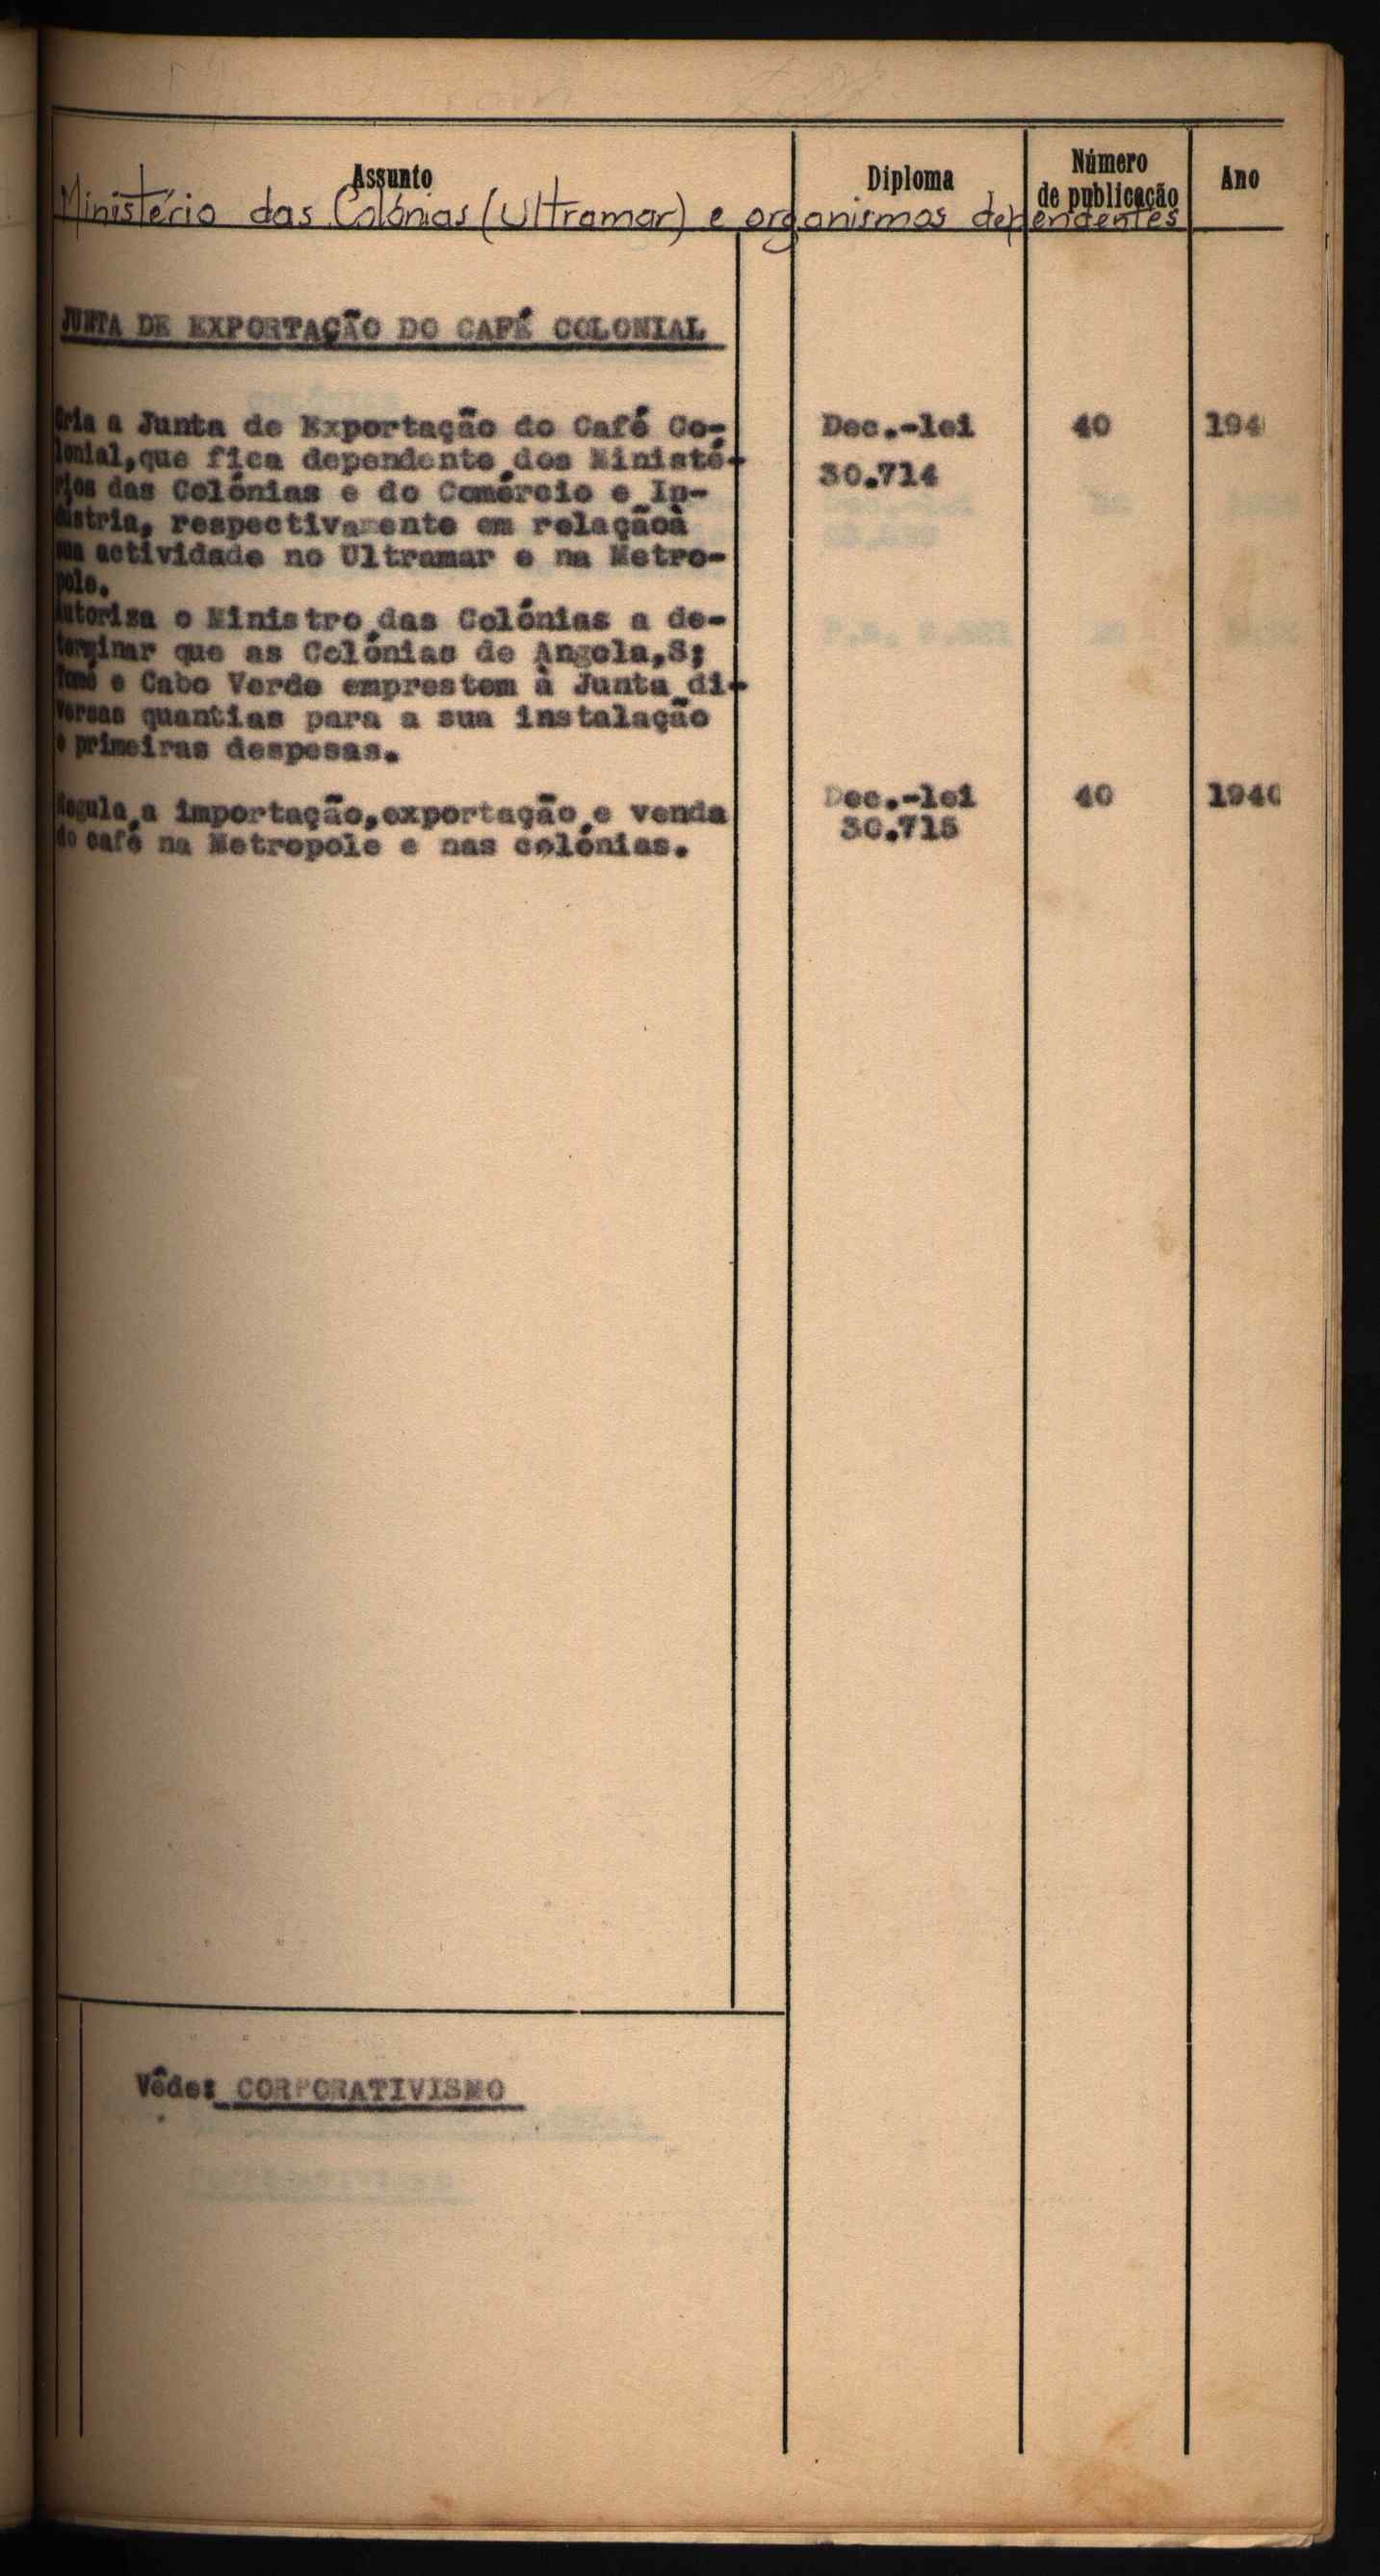 Assunto
Diploma
Número
de publicação
Ano
Ministério das Colónias (Ultramar) e organismos dependentes
JUNTA DE EXPORTAÇÃO DO CAFÉ COLONIAL
Cria a Junta de Exportação do Café Co- Dec.-lei 40 194
lonial,que fica dependente dos Ministé-
30.714
rios das Colónias e do Comércio e In-
dústria, respectiva ente em relaçãoà
sua actividade no Ultramar e na Metro-
pole.
Autoriza o Ministro das Colónias a de-
terminar que as Colónias de Angola,S;
Tomé e Cabo Verde emprestem à Junta di-
versas quantias para a sua instalação
e primeiras despesas.
Regula a importação,exportação e venda Dec.-lei 40 1940
do café na Metropole e nas colónias. 30.715
Vêde: CORPORATIVISMO